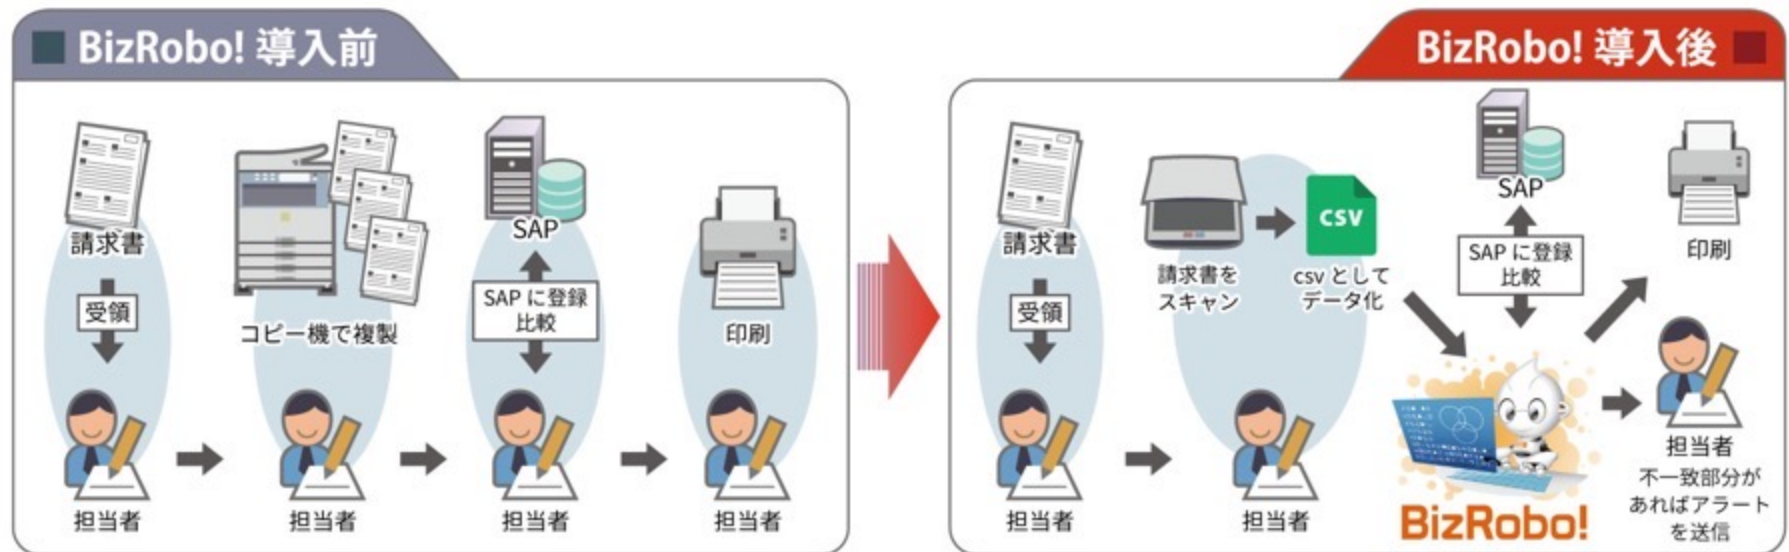 BizRobo! 導入前
請求書
受領
担当者
コピー機で複製
担当者
SAP
SAP に登録
比較
担当者
印刷
担当者
BizRobo! 導入後
請求書
受領
担当者
請求書を
スキャン
CSV
csv として
データ化
担当者
SAP
SAP に登録
比較
BizRobo!
印刷
担当者
不一致部分が
あればアラート
を送信